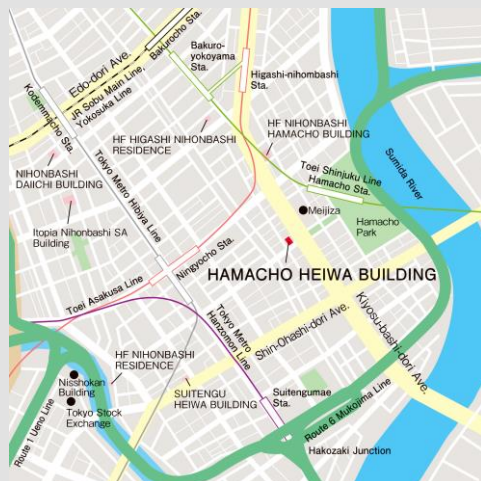 Edo-dori Ave.
Bakurocho Sta.
JR Sobu Main Line,
Yokosuka Line
Bakuro-
yokoyama
Sta.
Higashi-nihombashi
Sta.
Kodemmacho Sta.
HF HIGASHI NIHONBASHI
RESIDENCE
HF NIHONBASHI
HAMACHO BUILDING
NIHONBASHI
DAIICHI BUILDING
Tokyo Metro Hibiya Line
Toei Shinjuku Line
Hamacho Sta.
Sumida River
Itopia Nihonbashi SA
Building
Meijiza
Hamacho
Park
Ningyocho Sta.
HAMACHO HEIWA BUILDING
Toei Asakusa Line
Tokyo Metro
Hanzomon Line
Shin-Ohashi-dori Ave.
Kiyosu-bashi-dori Ave.
HF NIHONBASHI
RESIDENCE
Nisshokan
Building
Tokyo Stock
Exchange
SUITENGU
HEIWA BUILDING
Suitengumae
Sta.
Route 6 Mukojima Line
Route 1 Ueno Line
Hakozaki Junction